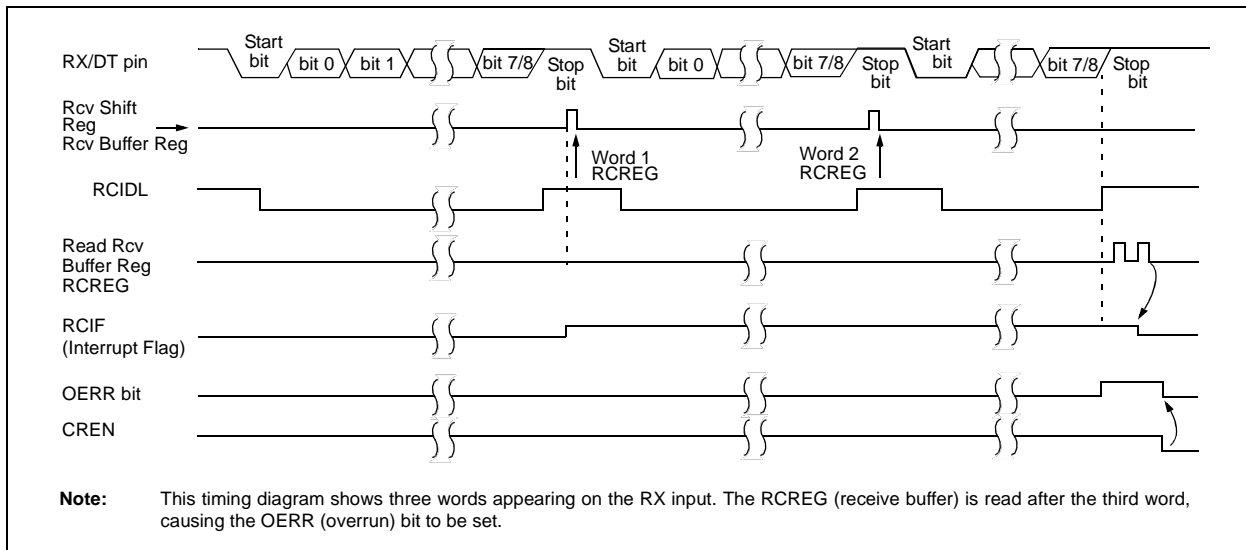 RX/DT pin
Start bit
bit 0
bit 1
bit 7/8
Stop bit
Start bit
bit 0
bit 7/8
Stop bit
Start bit
bit 7/8
Stop bit
Rcv Shift
Reg
Rcv Buffer Reg
Word 1
RCREG
Word 2
RCREG
RCIDL
Read Rcv
Buffer Reg
RCREG
RCIF
(Interrupt Flag)
OERR bit
CREN
Note: This timing diagram shows three words appearing on the RX input. The RCREG (receive buffer) is read after the third word,
causing the OERR (overrun) bit to be set.